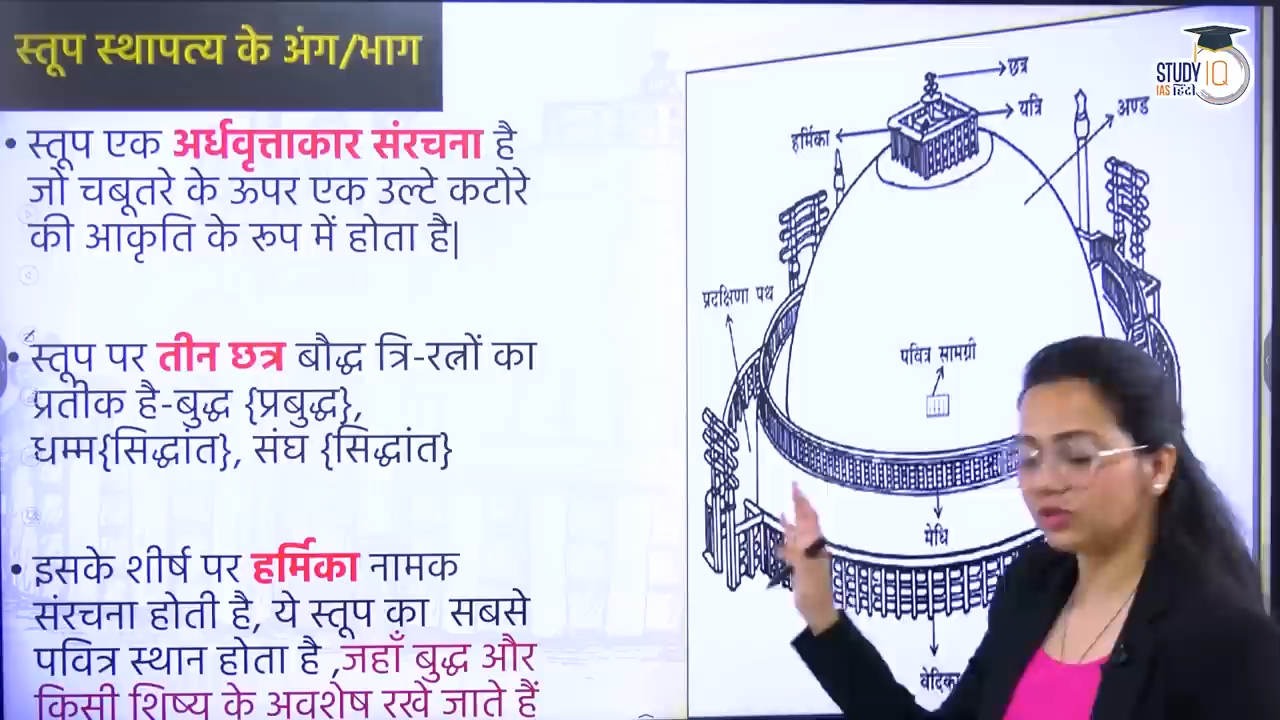 स्तूप स्थापत्य के अंग/भाग
STUDY IQ
IAS हिंदी
• स्तूप एक अर्धवृत्ताकार संरचना है
जो चबूतरे के ऊपर एक उल्टे कटोरे
की आकृति के रूप में होता है|
• स्तूप पर तीन छत्र बौद्ध त्रि-रत्नों का
प्रतीक है-बुद्ध {प्रबुद्ध},
धम्म{सिद्धांत}, संघ {सिद्धांत}
• इसके शीर्ष पर हर्मिका नामक
संरचना होती है, ये स्तूप का सबसे
पवित्र स्थान होता है ,जहाँ बुद्ध और
किसी शिष्य के अवशेष रखे जाते हैं
छत्र
यत्रि
अण्ड
हर्मिका
प्रदक्षिणा पथ
पवित्र सामग्री
मेधि